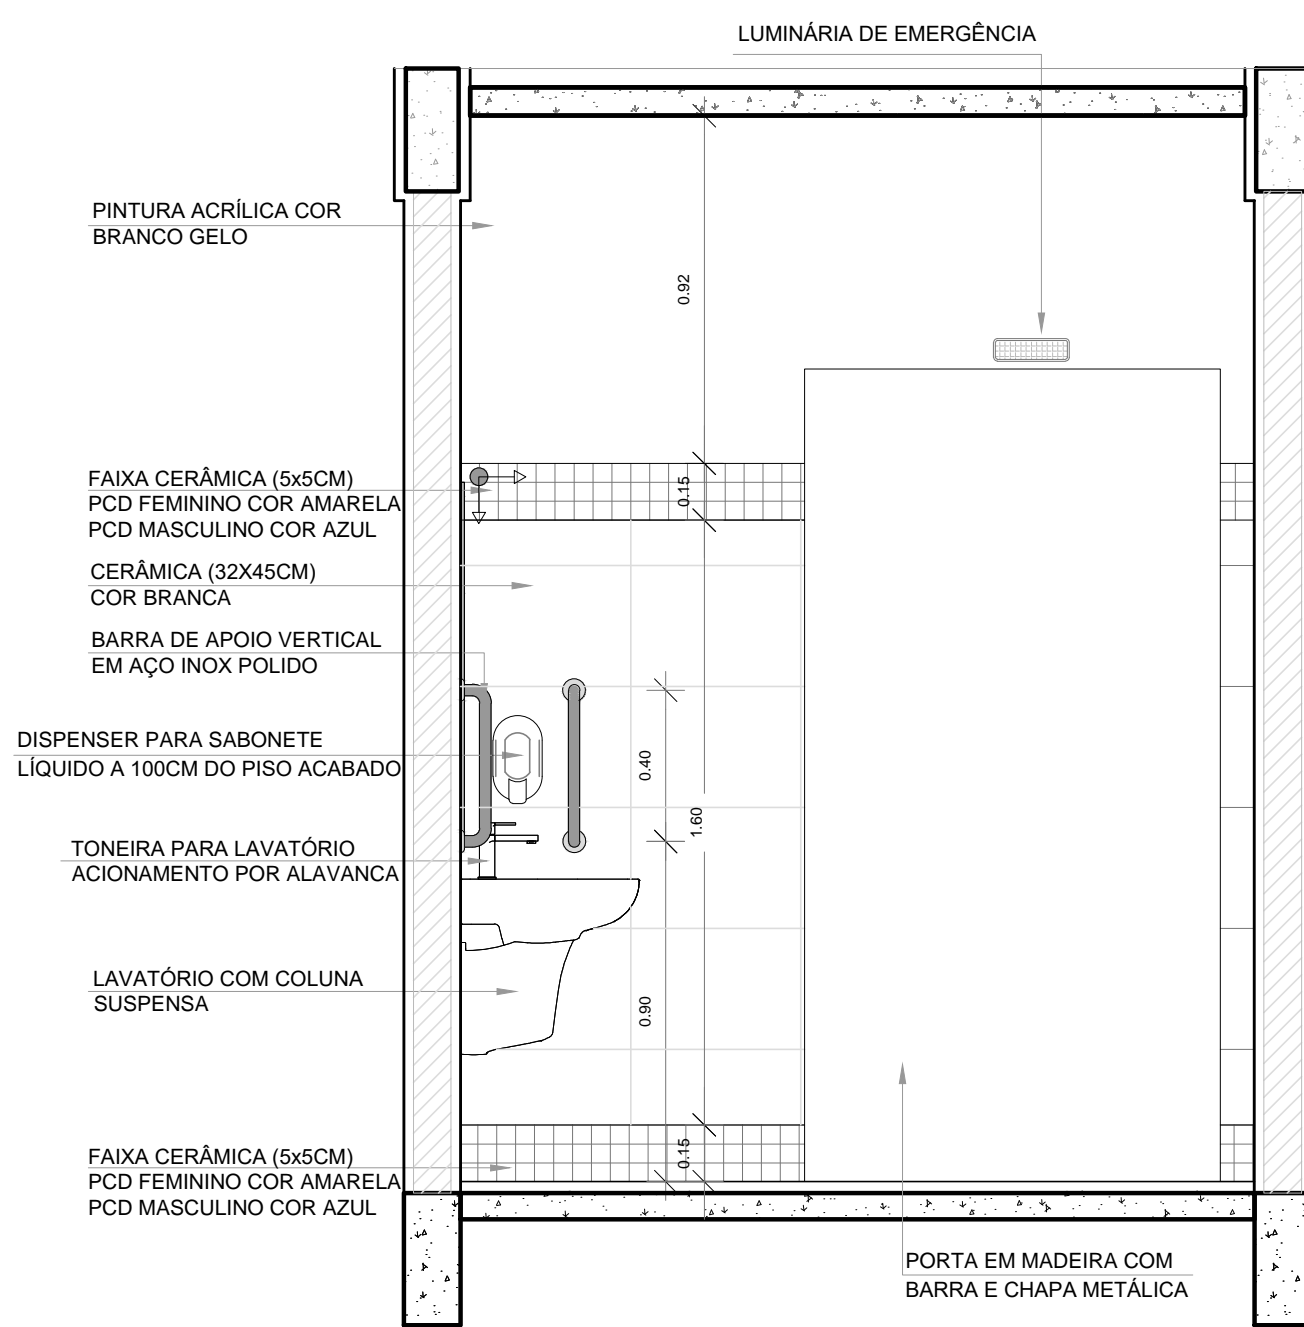 LUMINÁRIA DE EMERGÊNCIA
PINTURA ACRÍLICA COR
BRANCO GELO
0.92
FAIXA CERÂMICA (5x5CM)
PCD FEMININO COR AMARELA
PCD MASCULINO COR AZUL
0.15
CERÂMICA (32X45CM)
COR BRANCA
BARRA DE APOIO VERTICAL
EM AÇO INOX POLIDO
DISPENSER PARA SABONETE
LÍQUIDO A 100CM DO PISO ACABADO
0.40
1.60
TONEIRA PARA LAVATÓRIO
ACIONAMENTO POR ALAVANCA
LAVATÓRIO COM COLUNA
SUSPENSA
0.90
FAIXA CERÂMICA (5x5CM)
PCD FEMININO COR AMARELA
PCD MASCULINO COR AZUL
0.15
PORTA EM MADEIRA COM
BARRA E CHAPA METÁLICA